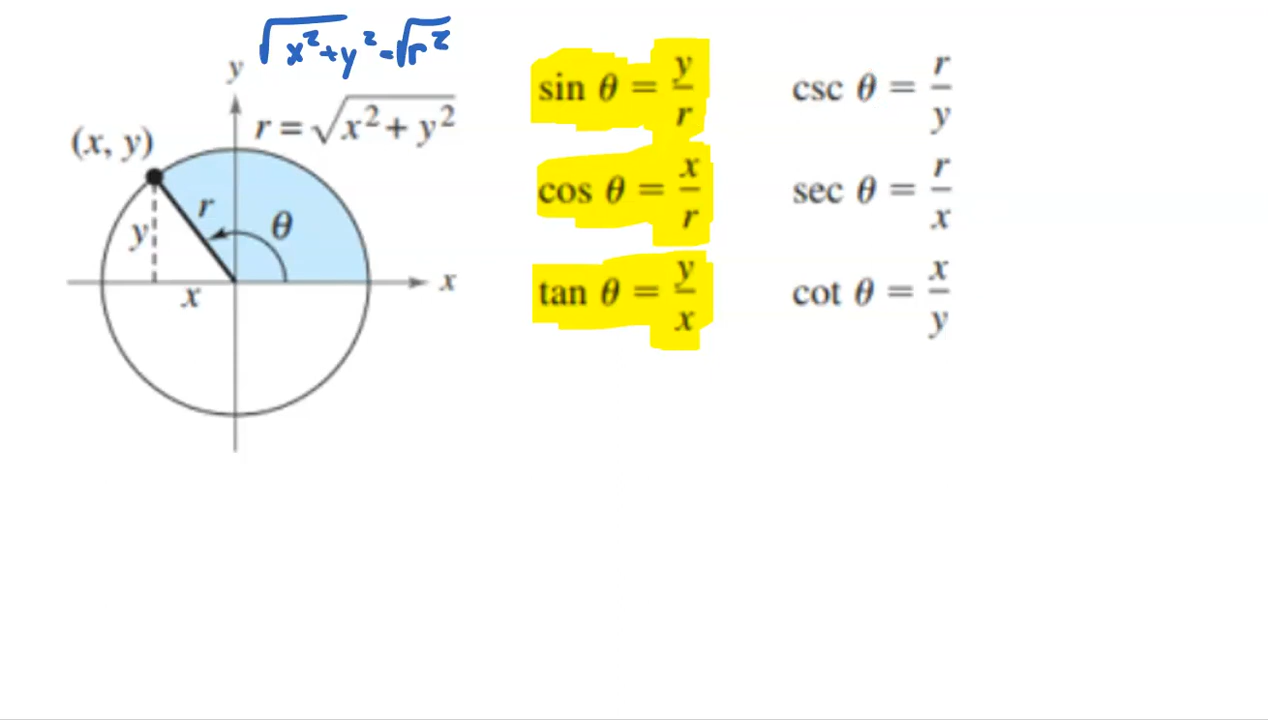 √x²+y² = √r²
y
r = √x² + y²
(x, y)
r
θ
y
x
x
sin θ = y/r
csc θ = r/y
cos θ = x/r
sec θ = r/x
tan θ = y/x
cot θ = x/y